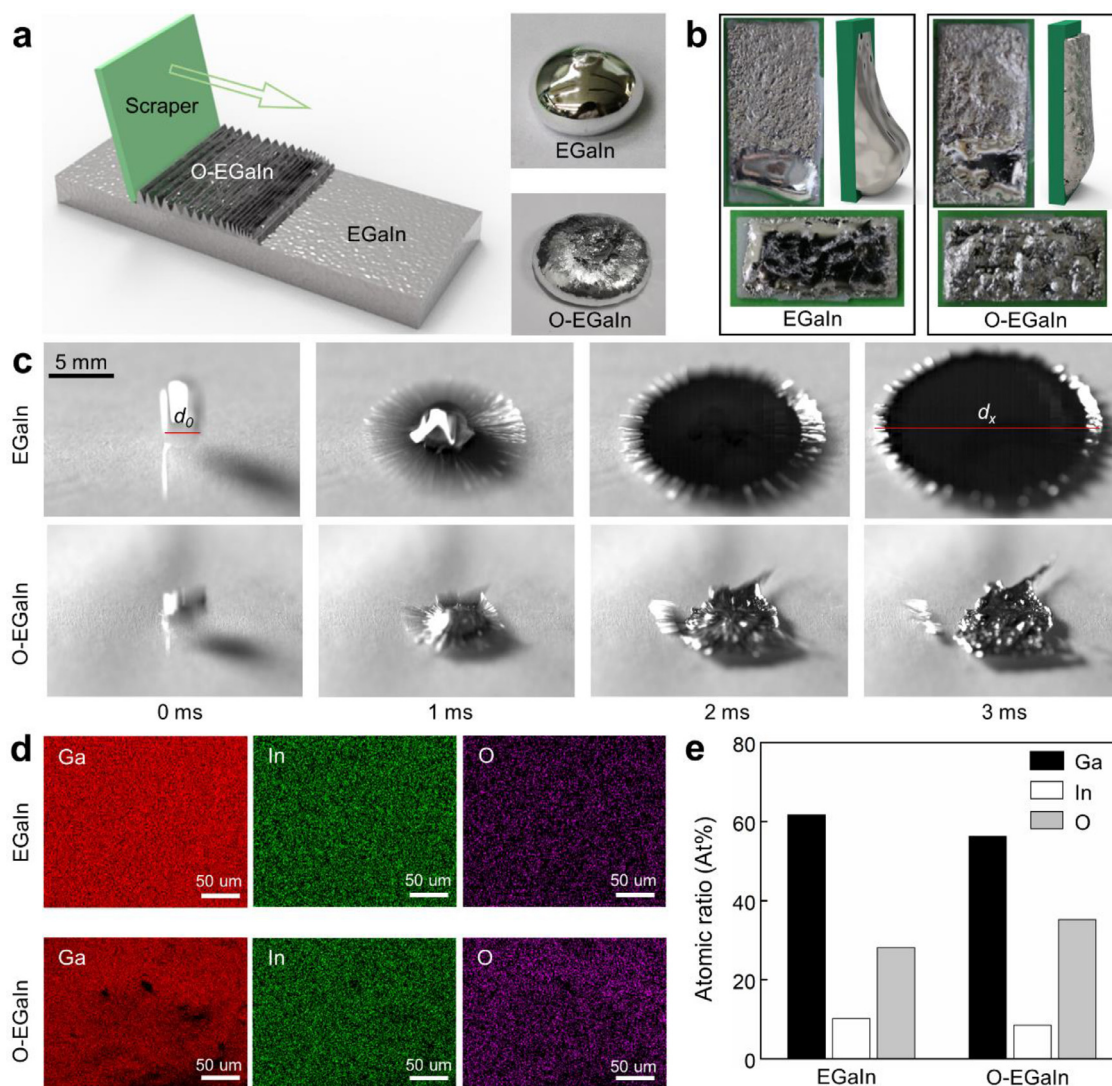 a
Scraper
O-EGaIn
EGaIn
EGaIn
O-EGaIn
b
EGaIn
O-EGaIn
c
5 mm
EGaIn
d0
dx
O-EGaIn
0 ms
1 ms
2 ms
3 ms
d
EGaIn
Ga
50 um
In
50 um
O
50 um
O-EGaIn
Ga
50 um
In
50 um
O
50 um
e
Atomic ratio (At%)
80
60
40
20
0
Ga
In
O
EGaIn
O-EGaIn